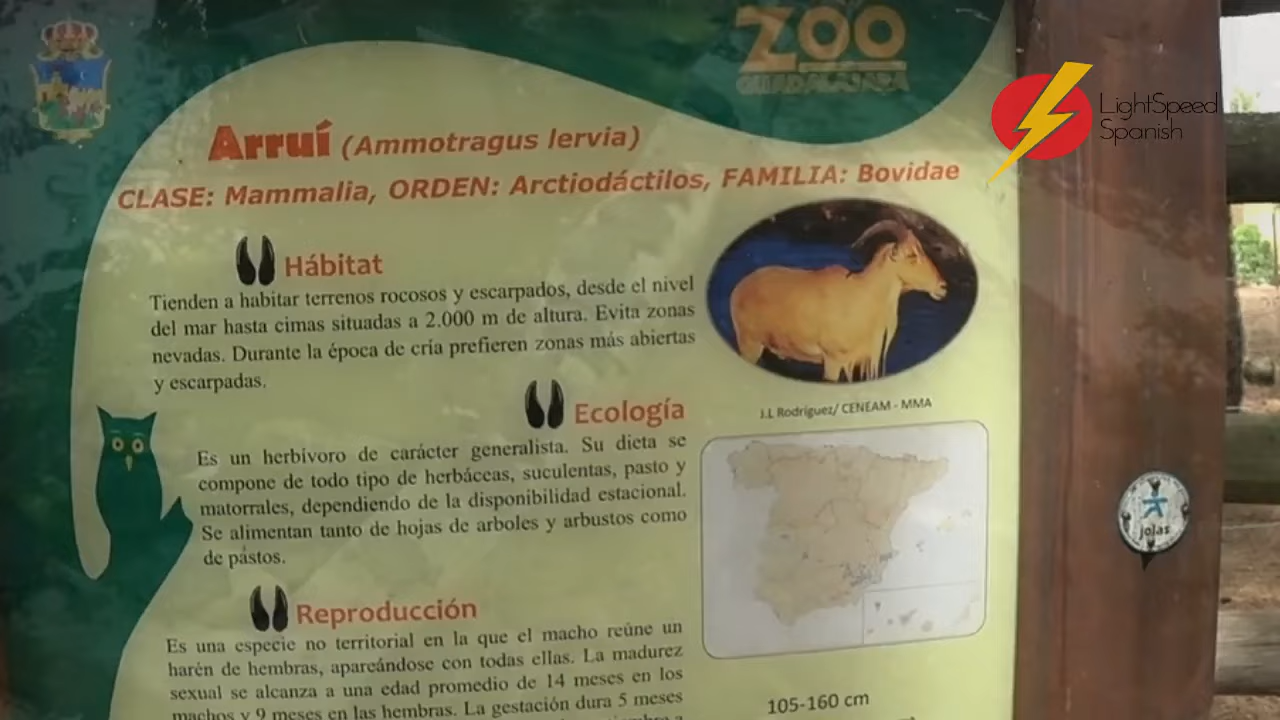 ZOO
GUADALAJARA
LightSpeed
Spanish
Arruí (Ammotragus lervia)
CLASE: Mammalia, ORDEN: Arctiodáctilos, FAMILIA: Bovidae
Hábitat
Tienden a habitar terrenos rocosos y escarpados, desde el nivel
del mar hasta cimas situadas a 2.000 m de altura. Evita zonas
nevadas. Durante la época de cría prefieren zonas más abiertas
y escarpadas.
J.L Rodríguez/ CENEAM - MMA
Ecología
Es un herbívoro de carácter generalista. Su dieta se
compone de todo tipo de herbáceas, suculentas, pasto y
matorrales, dependiendo de la disponibilidad estacional.
Se alimentan tanto de hojas de arboles y arbustos como
de pastos.
jolas
Reproducción
Es una especie no territorial en la que el macho reúne un
harén de hembras, apareándose con todas ellas. La madurez
sexual se alcanza a una edad promedio de 14 meses en los
machos y 9 meses en las hembras. La gestación dura 5 meses
105-160 cm